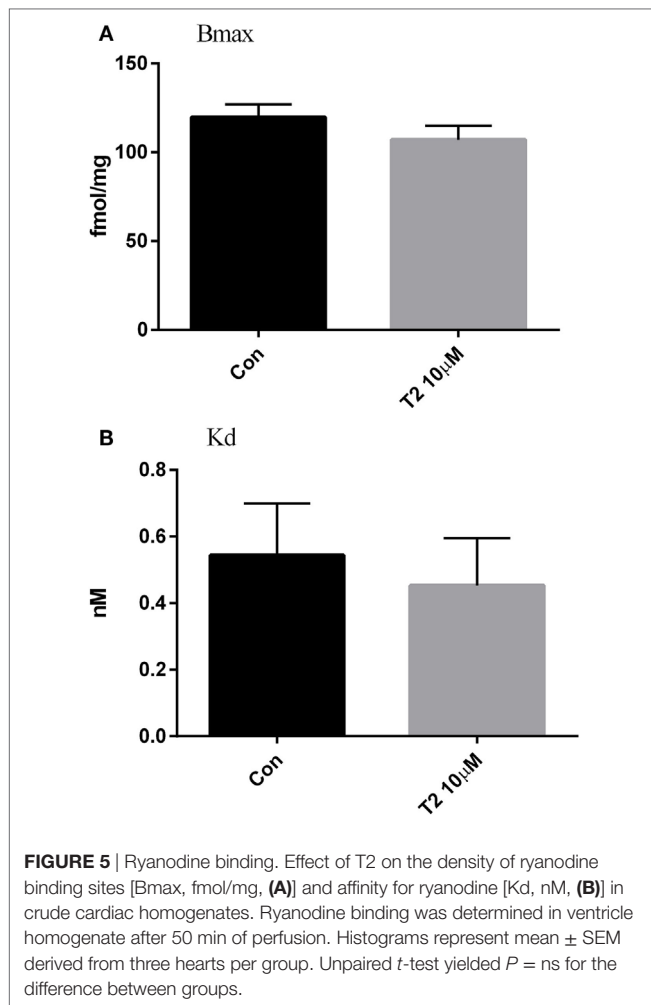 A Bmax
150
100
50
0
fmol/mg
Con
T2 10μM
B Kd
0.8
0.6
0.4
0.2
0.0
nM
Con
T2 10μM
FIGURE 5 | Ryanodine binding. Effect of T2 on the density of ryanodine
binding sites [Bmax, fmol/mg, (A)] and affinity for ryanodine [Kd, nM, (B)] in
crude cardiac homogenates. Ryanodine binding was determined in ventricle
homogenate after 50 min of perfusion. Histograms represent mean ± SEM
derived from three hearts per group. Unpaired t-test yielded P = ns for the
difference between groups.